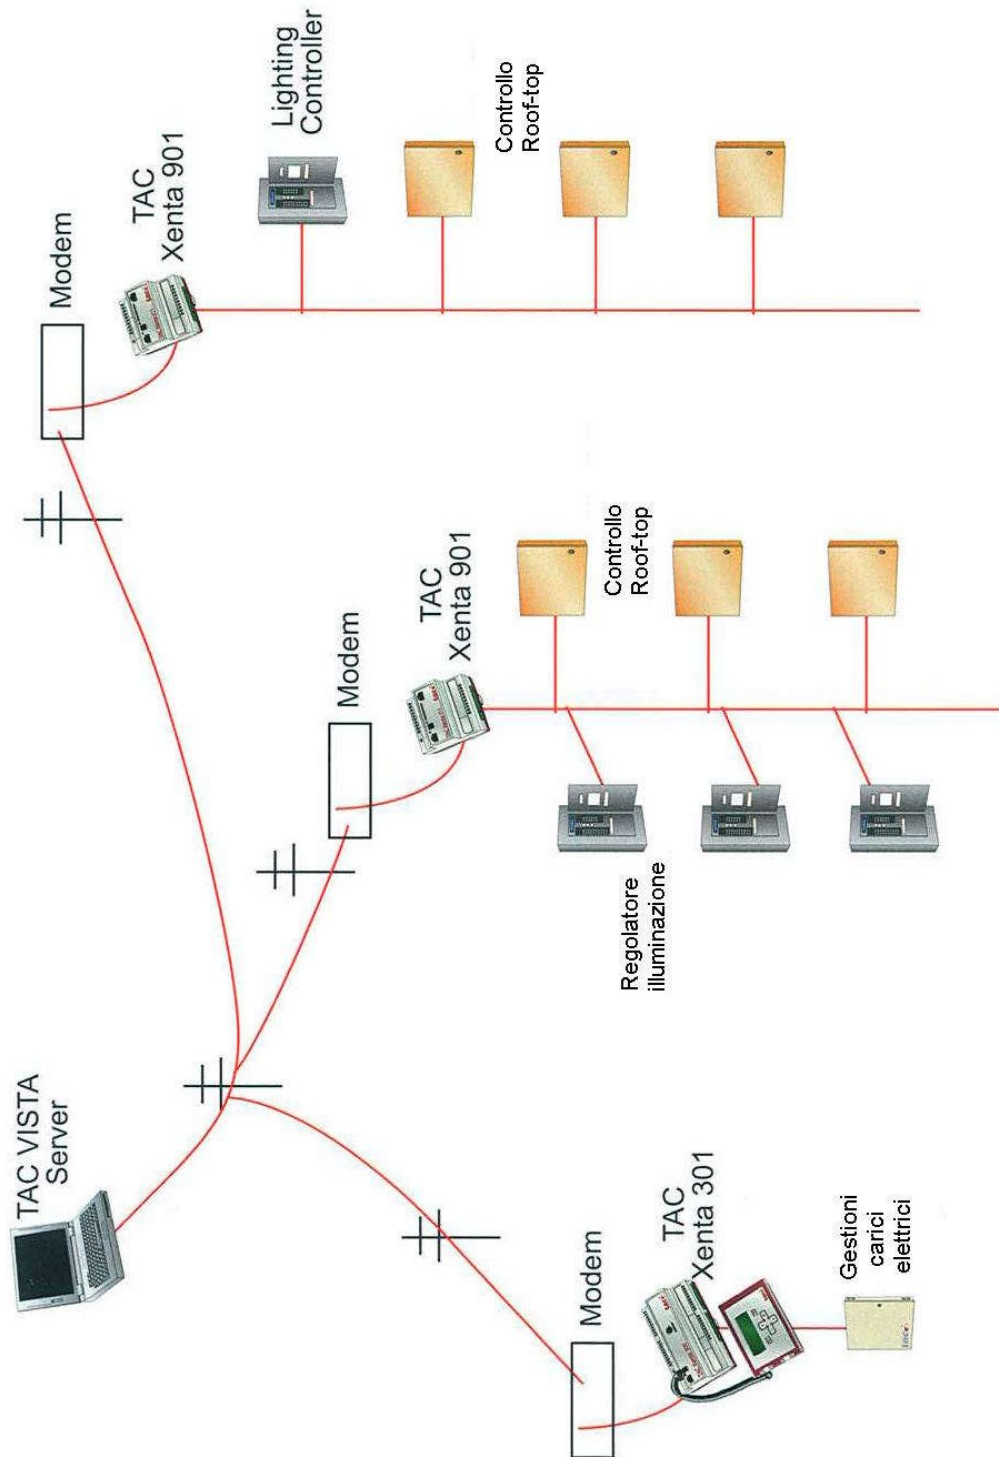 TAC VISTA
Server
Modem
TAC
Xenta 301
Gestioni
carici
elettrici
Modem
TAC
Xenta 901
Regolatore
illuminazione
Controllo
Roof-top
Modem
TAC
Xenta 901
Lighting
Controller
Controllo
Roof-top